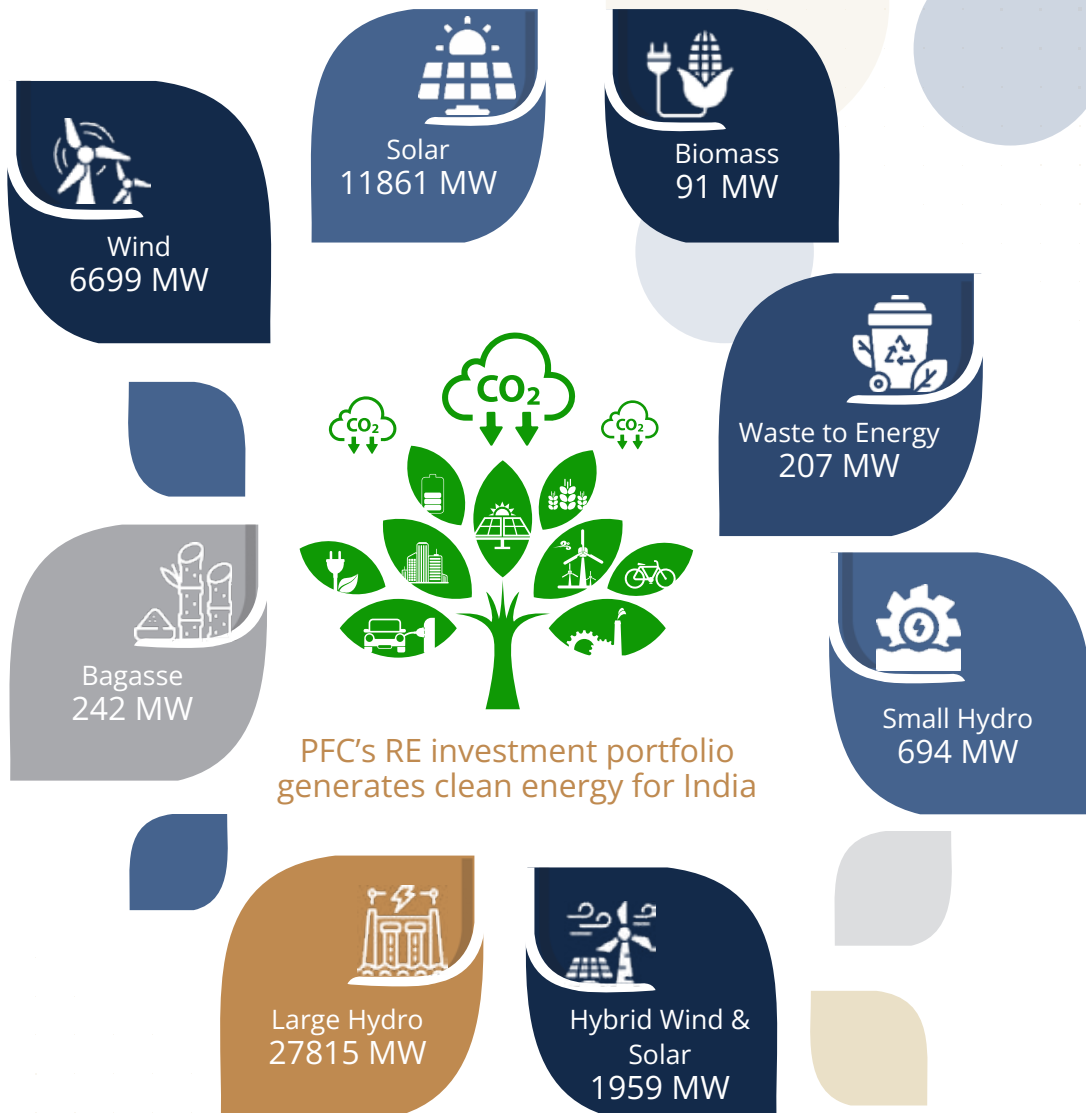 Solar
11861 MW
Biomass
91 MW
Wind
6699 MW
Waste to Energy
207 MW
CO2
CO2
CO2
Bagasse
242 MW
Small Hydro
694 MW
PFC’s RE investment portfolio
generates clean energy for India
Large Hydro
27815 MW
Hybrid Wind &
Solar
1959 MW